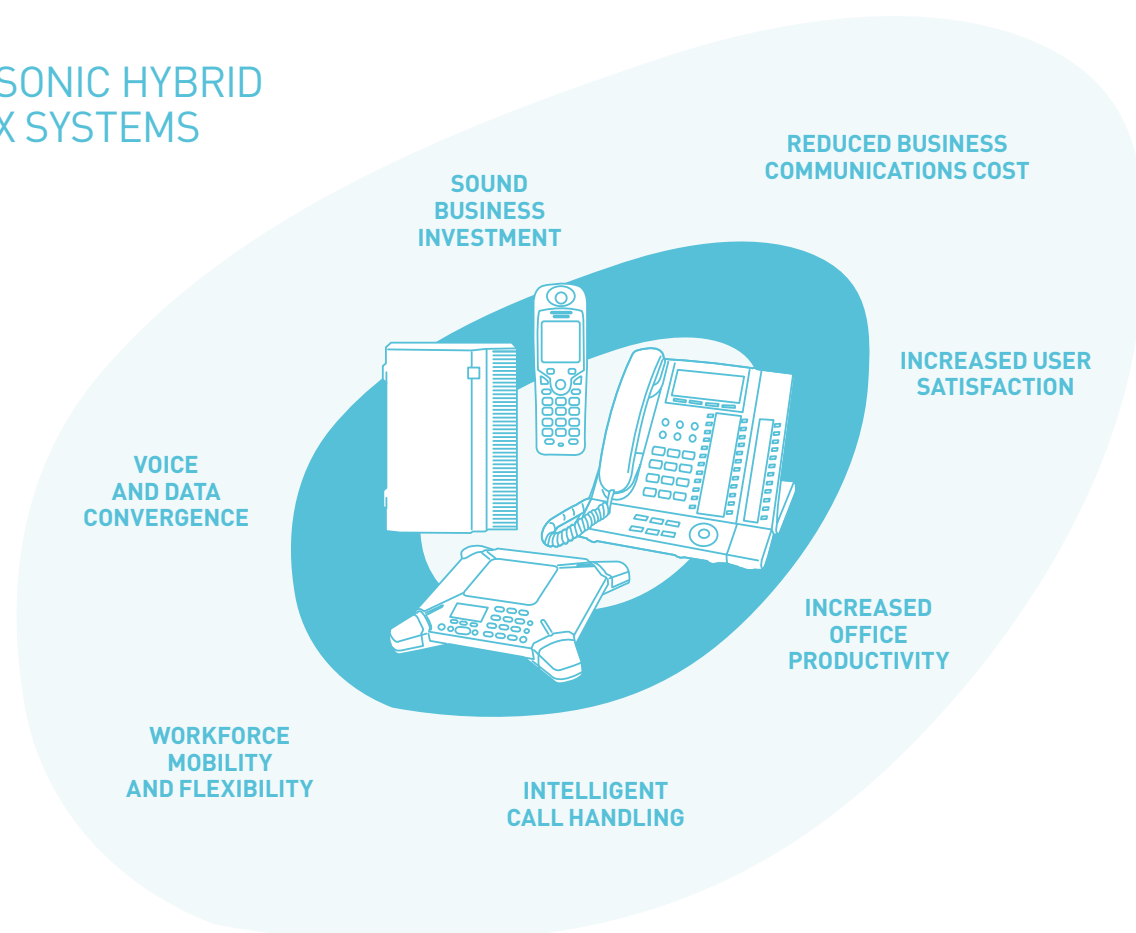 SONIC HYBRID
X SYSTEMS
REDUCED BUSINESS
COMMUNICATIONS COST
SOUND
BUSINESS
INVESTMENT
INCREASED USER
SATISFACTION
VOICE
AND DATA
CONVERGENCE
INCREASED
OFFICE
PRODUCTIVITY
WORKFORCE
MOBILITY
AND FLEXIBILITY
INTELLIGENT
CALL HANDLING